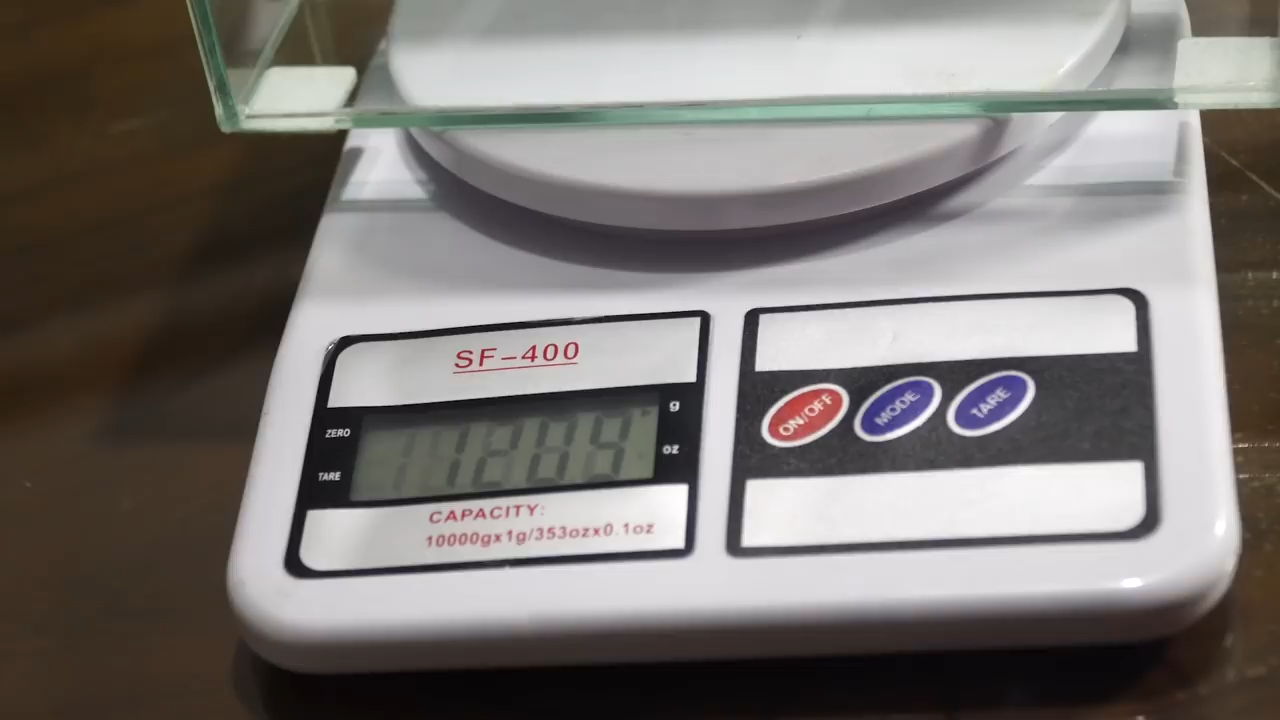 SF-400
ZERO
g
TARE
oz
CAPACITY:
10000gx1g/353ozx0.1oz
ON/OFF
MODE
TARE